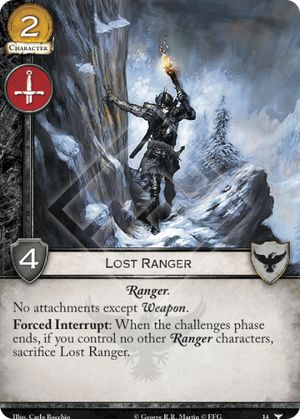 2
CHARACTER
4
LOST RANGER
Ranger.
No attachments except Weapon.
Forced Interrupt: When the challenges phase
ends, if you control no other Ranger characters,
sacrifice Lost Ranger.
Illus. Carlo Bocchio © George R.R. Martin © FFG 14